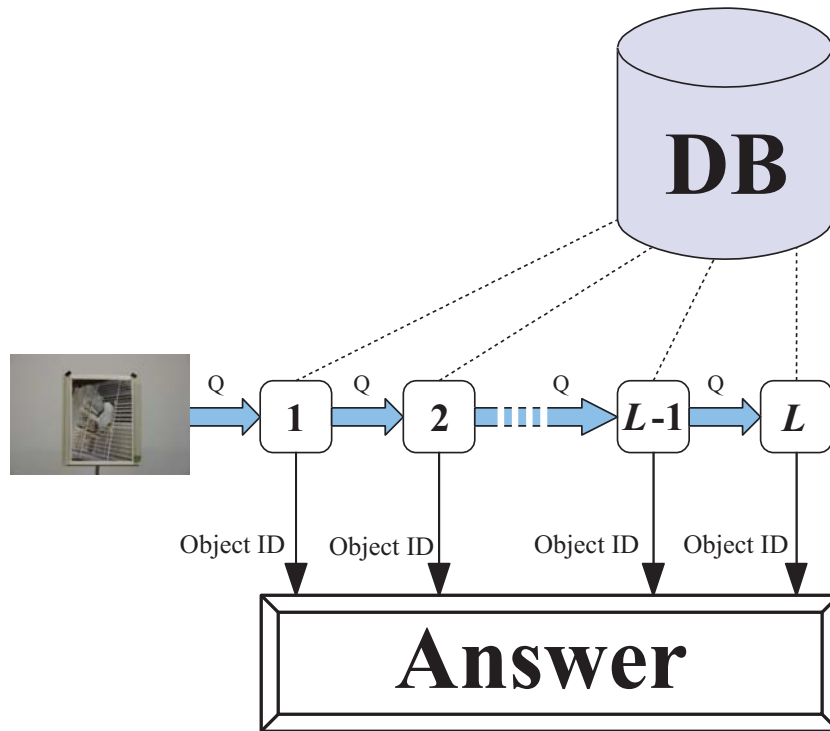 DB
Q Q Q Q
1 2 L-1 L
Object ID Object ID Object ID Object ID
Answer